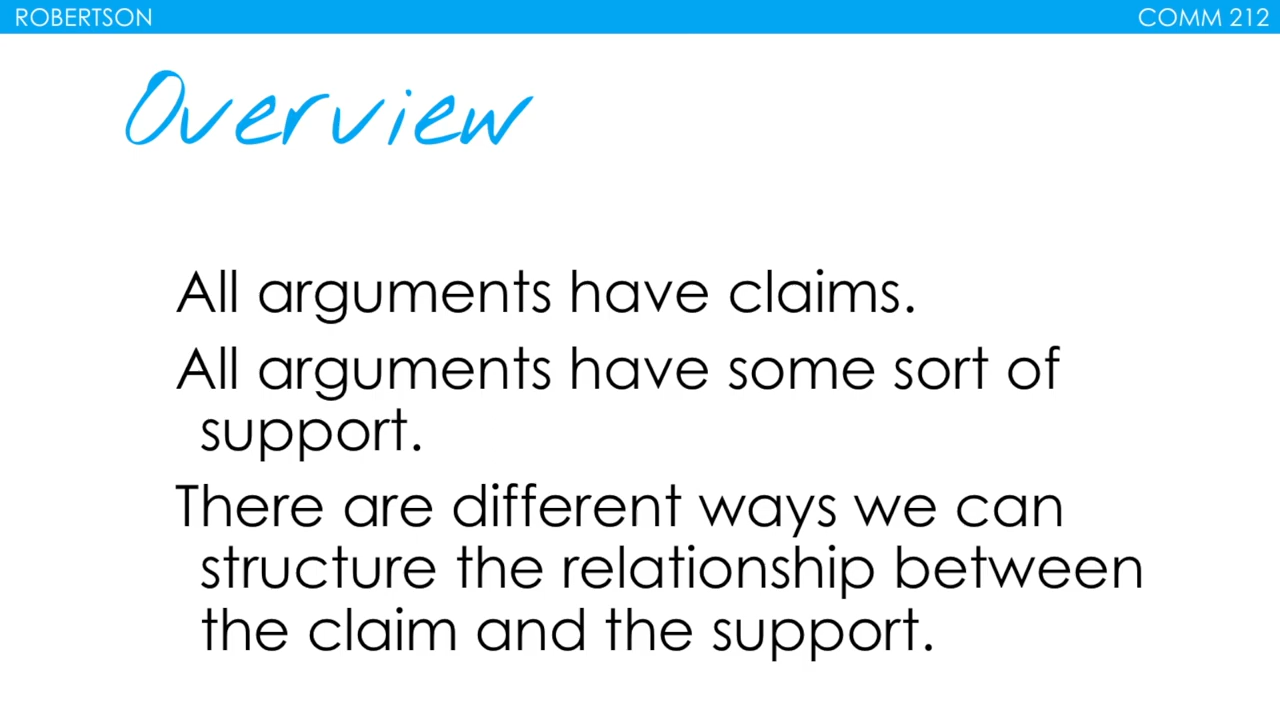 ROBERTSON
COMM 212
Overview
All arguments have claims.
All arguments have some sort of
support.
There are different ways we can
structure the relationship between
the claim and the support.